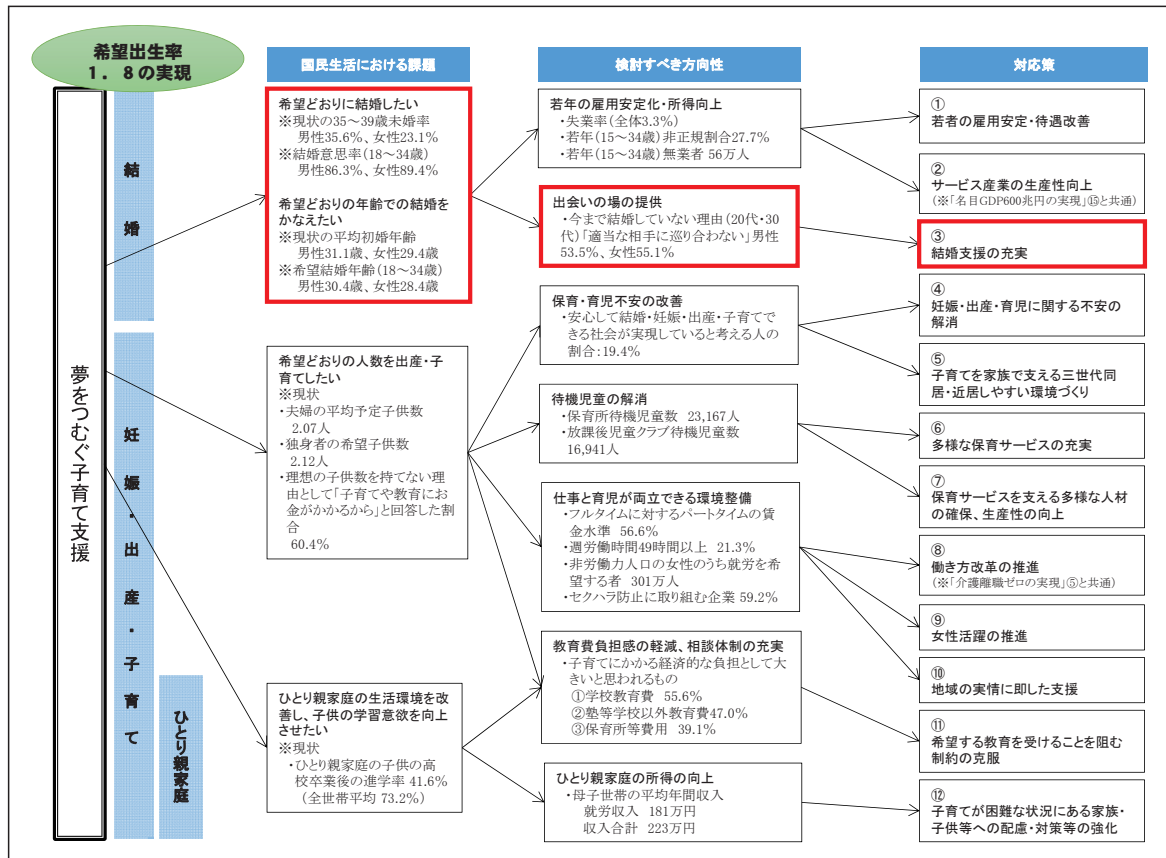 希望出生率
1．8の実現
夢をつむぐ子育て支援
結婚
妊娠・出産・子育て
ひとり親家庭
国民生活における課題
希望どおりに結婚したい
※現状の35～39歳未婚率
男性35.6%、女性23.1%
※結婚意思率(18～34歳)
男性86.3%、女性89.4%
希望どおりの年齢での結婚を
かなえたい
※現状の平均初婚年齢
男性31.1歳、女性29.4歳
※希望結婚年齢(18～34歳)
男性30.4歳、女性28.4歳
希望どおりの人数を出産・子
育てしたい
※現状
・夫婦の平均予定子供数
2.07人
・独身者の希望子供数
2.12人
・理想の子供数を持てない理
由として「子育てや教育にお
金がかかるから」と回答した割
合
60.4%
ひとり親家庭の生活環境を改
善し、子供の学習意欲を向上
させたい
※現状
・ひとり親家庭の子供の高
校卒業後の進学率 41.6%
(全世帯平均 73.2%)
検討すべき方向性
若年の雇用安定化・所得向上
・失業率(全体3.3%)
・若年(15～34歳)非正規割合27.7%
・若年(15～34歳)無業者 56万人
出会いの場の提供
・今まで結婚していない理由(20代・30
代)「適当な相手に巡り合わない」男性
53.5%、女性55.1%
保育・育児不安の改善
・安心して結婚・妊娠・出産・子育てで
きる社会が実現していると考える人の
割合:19.4%
待機児童の解消
・保育所待機児童数 23,167人
・放課後児童クラブ待機児童数
16,941人
仕事と育児が両立できる環境整備
・フルタイムに対するパートタイムの賃
金水準 56.6%
・週労働時間49時間以上 21.3%
・非労働力人口の女性のうち就労を希
望する者 301万人
・セクハラ防止に取り組む企業 59.2%
教育費負担感の軽減、相談体制の充実
・子育てにかかる経済的な負担として大
きいと思われるもの
①学校教育費 55.6%
②塾等学校以外教育費47.0%
③保育所等費用 39.1%
ひとり親家庭の所得の向上
・母子世帯の平均年間収入
就労収入 181万円
収入合計 223万円
対応策
①
若者の雇用安定・待遇改善
②
サービス産業の生産性向上
(※「名目GDP600兆円の実現」⑮と共通)
③
結婚支援の充実
④
妊娠・出産・育児に関する不安の
解消
⑤
子育てを家族で支える三世代同
居・近居しやすい環境づくり
⑥
多様な保育サービスの充実
⑦
保育サービスを支える多様な人材
の確保、生産性の向上
⑧
働き方改革の推進
(※「介護離職ゼロの実現」⑤と共通)
⑨
女性活躍の推進
⑩
地域の実情に即した支援
⑪
希望する教育を受けることを阻む
制約の克服
⑫
子育てが困難な状況にある家族・
子供等への配慮・対策等の強化